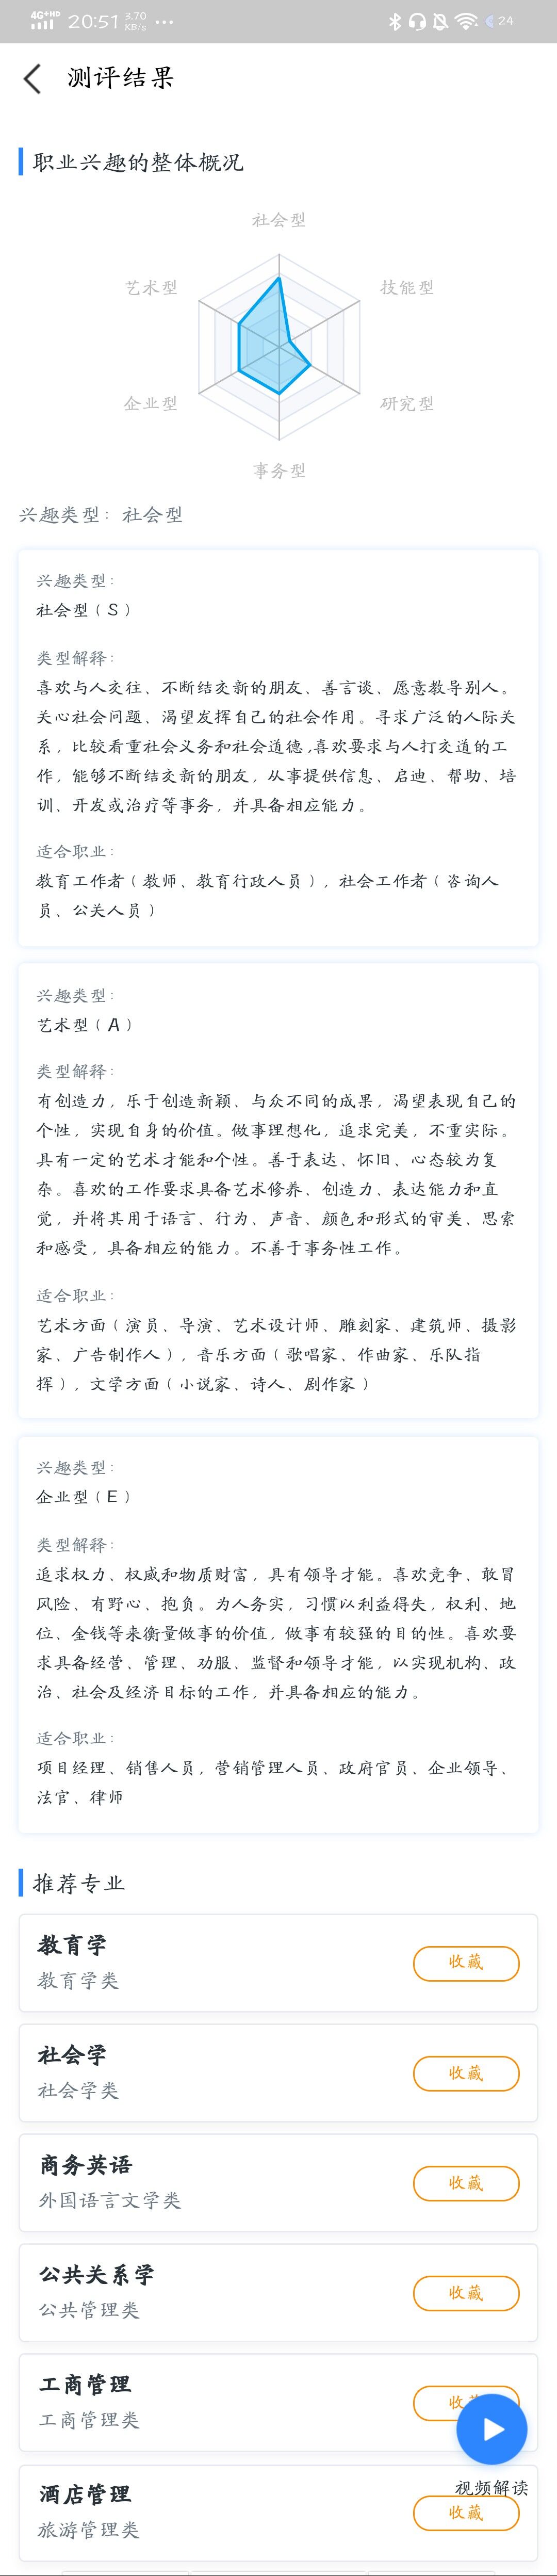 4G+HD 20:51 3.70 KB/s ... 24
测评结果
职业兴趣的整体概况
社会型
艺术型
技能型
企业型
研究型
事务型
兴趣类型：社会型
兴趣类型：
社会型（S）
类型解释：
喜欢与人交往、不断结交新的朋友、善言谈、愿意教导别人。
关心社会问题、渴望发挥自己的社会作用。寻求广泛的人际关
系，比较看重社会义务和社会道德,喜欢要求与人打交道的工
作，能够不断结交新的朋友，从事提供信息、启迪、帮助、培
训、开发或治疗等事务，并具备相应能力。
适合职业：
教育工作者（教师、教育行政人员），社会工作者（咨询人
员、公关人员）
兴趣类型：
艺术型（A）
类型解释：
有创造力，乐于创造新颖、与众不同的成果，渴望表现自己的
个性，实现自身的价值。做事理想化，追求完美，不重实际。
具有一定的艺术才能和个性。善于表达、怀旧、心态较为复
杂。喜欢的工作要求具备艺术修养、创造力、表达能力和直
觉，并将其用于语言、行为、声音、颜色和形式的审美、思索
和感受，具备相应的能力。不善于事务性工作。
适合职业：
艺术方面（演员、导演、艺术设计师、雕刻家、建筑师、摄影
家、广告制作人），音乐方面（歌唱家、作曲家、乐队指
挥），文学方面（小说家、诗人、剧作家）
兴趣类型：
企业型（E）
类型解释：
追求权力、权威和物质财富，具有领导才能。喜欢竞争、敢冒
风险、有野心、抱负。为人务实，习惯以利益得失，权利、地
位、金钱等来衡量做事的价值，做事有较强的目的性。喜欢要
求具备经营、管理、劝服、监督和领导才能，以实现机构、政
治、社会及经济目标的工作，并具备相应的能力。
适合职业：
项目经理、销售人员，营销管理人员、政府官员、企业领导、
法官、律师
推荐专业
教育学
教育学类
收藏
社会学
社会学类
收藏
商务英语
外国语言文学类
收藏
公共关系学
公共管理类
收藏
工商管理
工商管理类
收
酒店管理
旅游管理类
视频解读
收藏